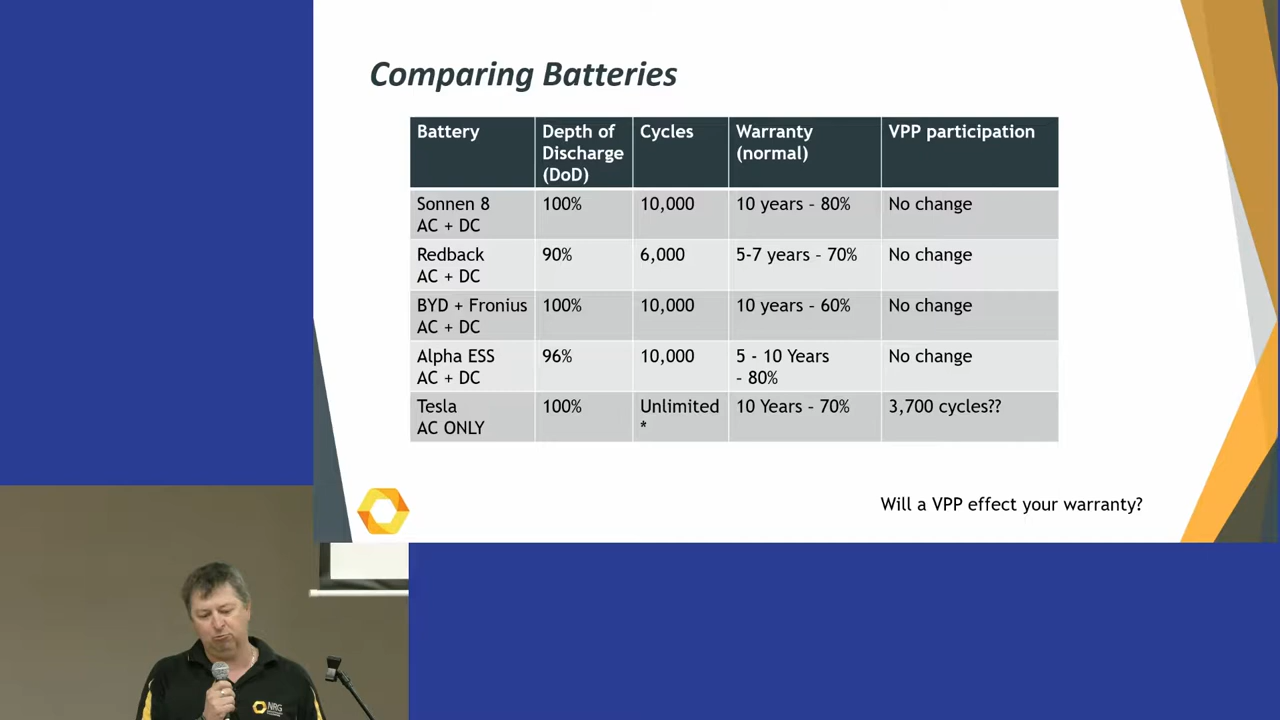 Comparing Batteries
Battery
Depth of
Discharge
(DoD)
Cycles
Warranty
(normal)
VPP participation
Sonnen 8
AC + DC
100%
10,000
10 years – 80%
No change
Redback
AC + DC
90%
6,000
5-7 years – 70%
No change
BYD + Fronius
AC + DC
100%
10,000
10 years – 60%
No change
Alpha ESS
AC + DC
96%
10,000
5 - 10 Years
– 80%
No change
Tesla
AC ONLY
100%
Unlimited
*
10 Years – 70%
3,700 cycles??
Will a VPP effect your warranty?
NRG